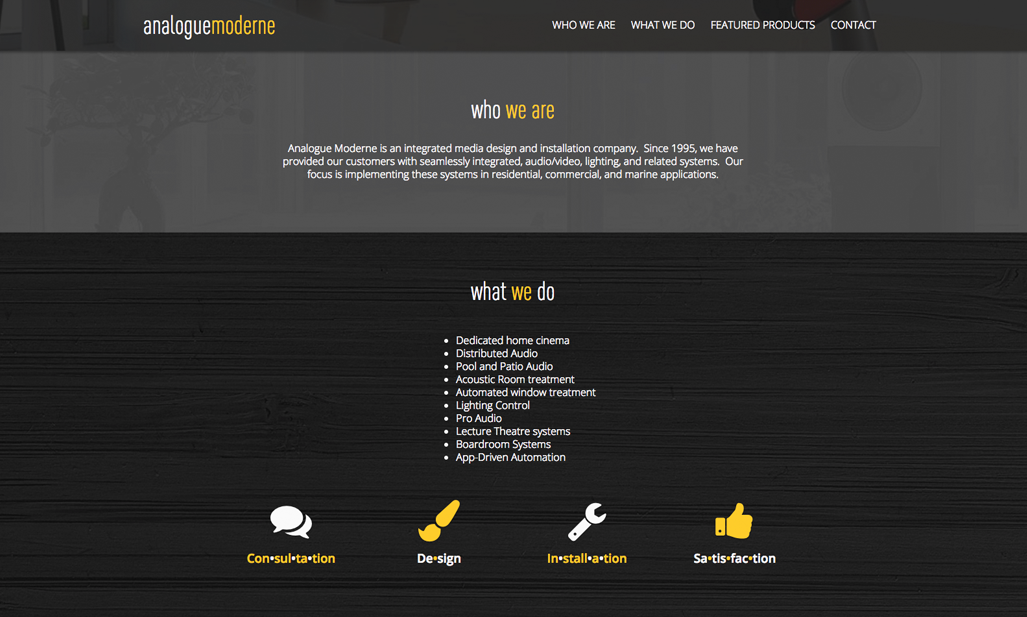 analoguemoderne
WHO WE ARE WHAT WE DO FEATURED PRODUCTS CONTACT
who we are
Analogue Moderne is an integrated media design and installation company.  Since 1995, we have
provided our customers with seamlessly integrated, audio/video, lighting, and related systems.  Our
focus is implementing these systems in residential, commercial, and marine applications.
what we do
• Dedicated home cinema
• Distributed Audio
• Pool and Patio Audio
• Acoustic Room treatment
• Automated window treatment
• Lighting Control
• Pro Audio
• Lecture Theatre systems
• Boardroom Systems
• App-Driven Automation
Con•sul•ta•tion
De•sign
In•stall•a•tion
Sa•tis•fac•tion